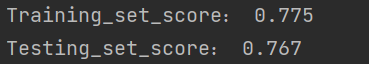 Training_set_score： 0.775
Testing_set_score： 0.767